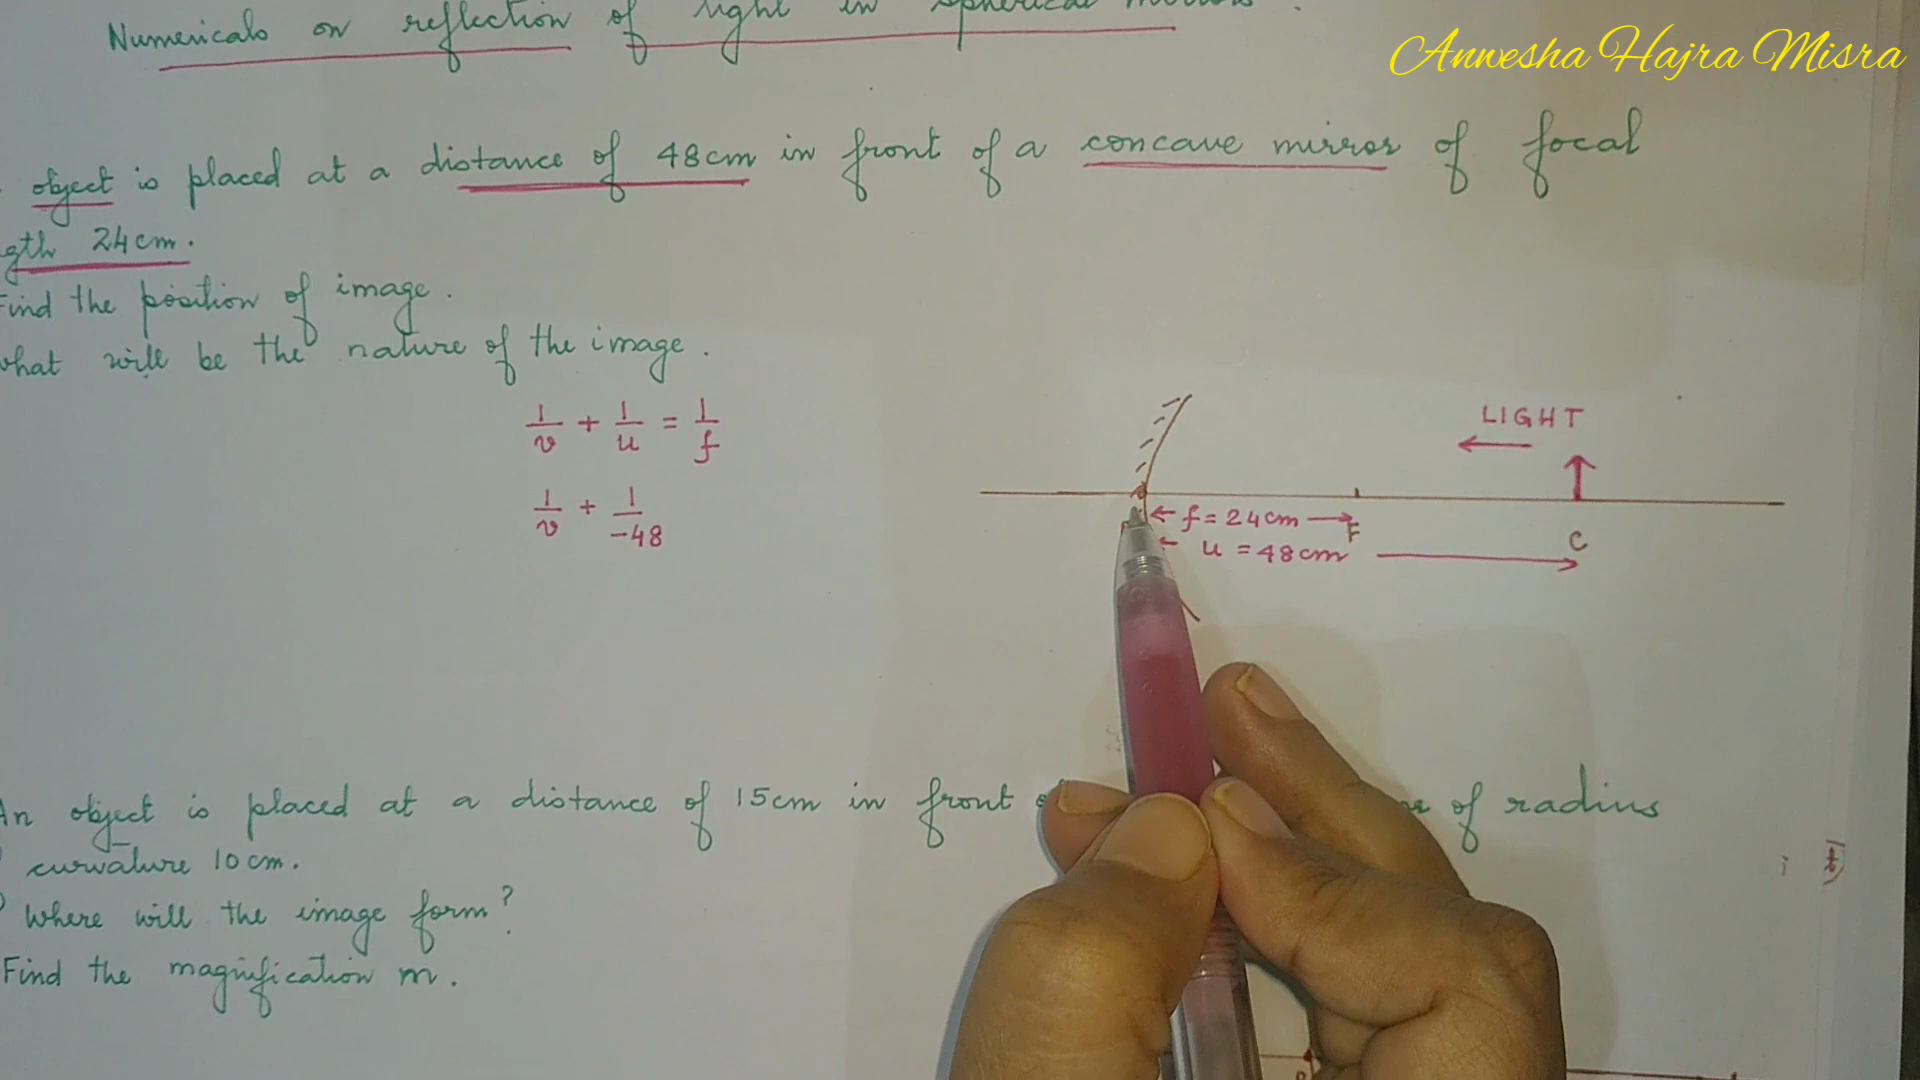 Numericals on reflection of light in spherical mirrors.
Annesha Hajra Misra
object is placed at a distance of 48cm in front of a concave mirror of focal
gth 24cm.
Find the position of image.
what will be the nature of the image.
1/v + 1/u = 1/f
1/v + 1/-48
LIGHT
f = 24cm
F
u = 48cm
C
An object is placed at a distance of 15cm in front of radius
curvature 10cm.
Where will the image form?
Find the magnification m.